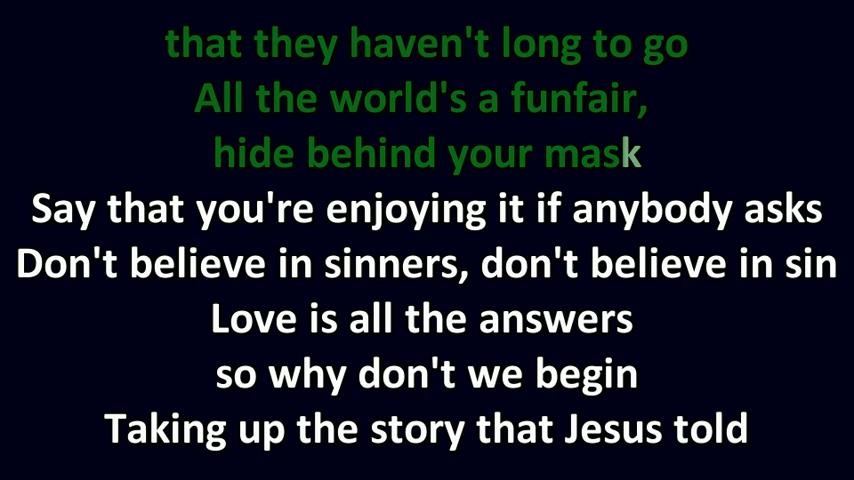 that they haven't long to go
All the world's a funfair,
hide behind your mask
Say that you're enjoying it if anybody asks
Don't believe in sinners, don't believe in sin
Love is all the answers
so why don't we begin
Taking up the story that Jesus told